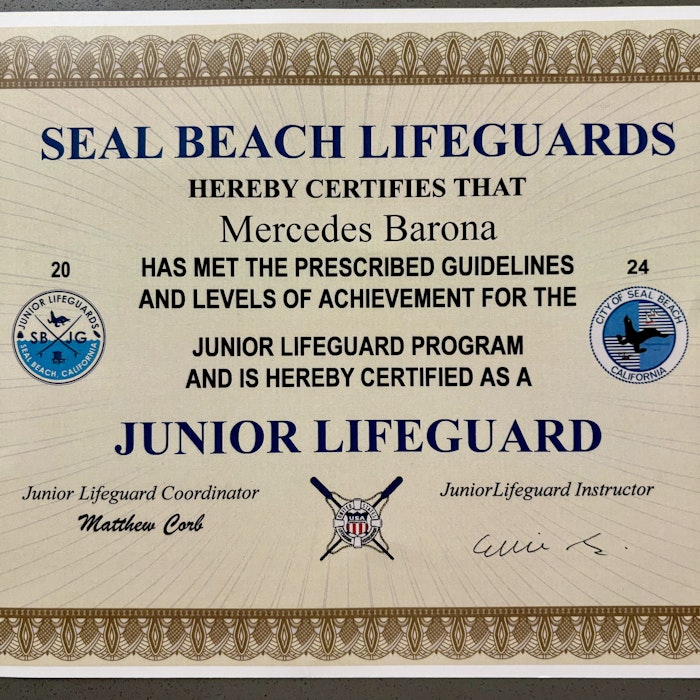 SEAL BEACH LIFEGUARDS
HEREBY CERTIFIES THAT
Mercedes Barona
20
24
HAS MET THE PRESCRIBED GUIDELINES
AND LEVELS OF ACHIEVEMENT FOR THE
JUNIOR LIFEGUARDS
SB JG
SEAL BEACH, CALIFORNIA
CITY OF SEAL BEACH
CALIFORNIA
JUNIOR LIFEGUARD PROGRAM
AND IS HEREBY CERTIFIED AS A
JUNIOR LIFEGUARD
Junior Lifeguard Coordinator
Matthew Corb
USA
JuniorLifeguard Instructor